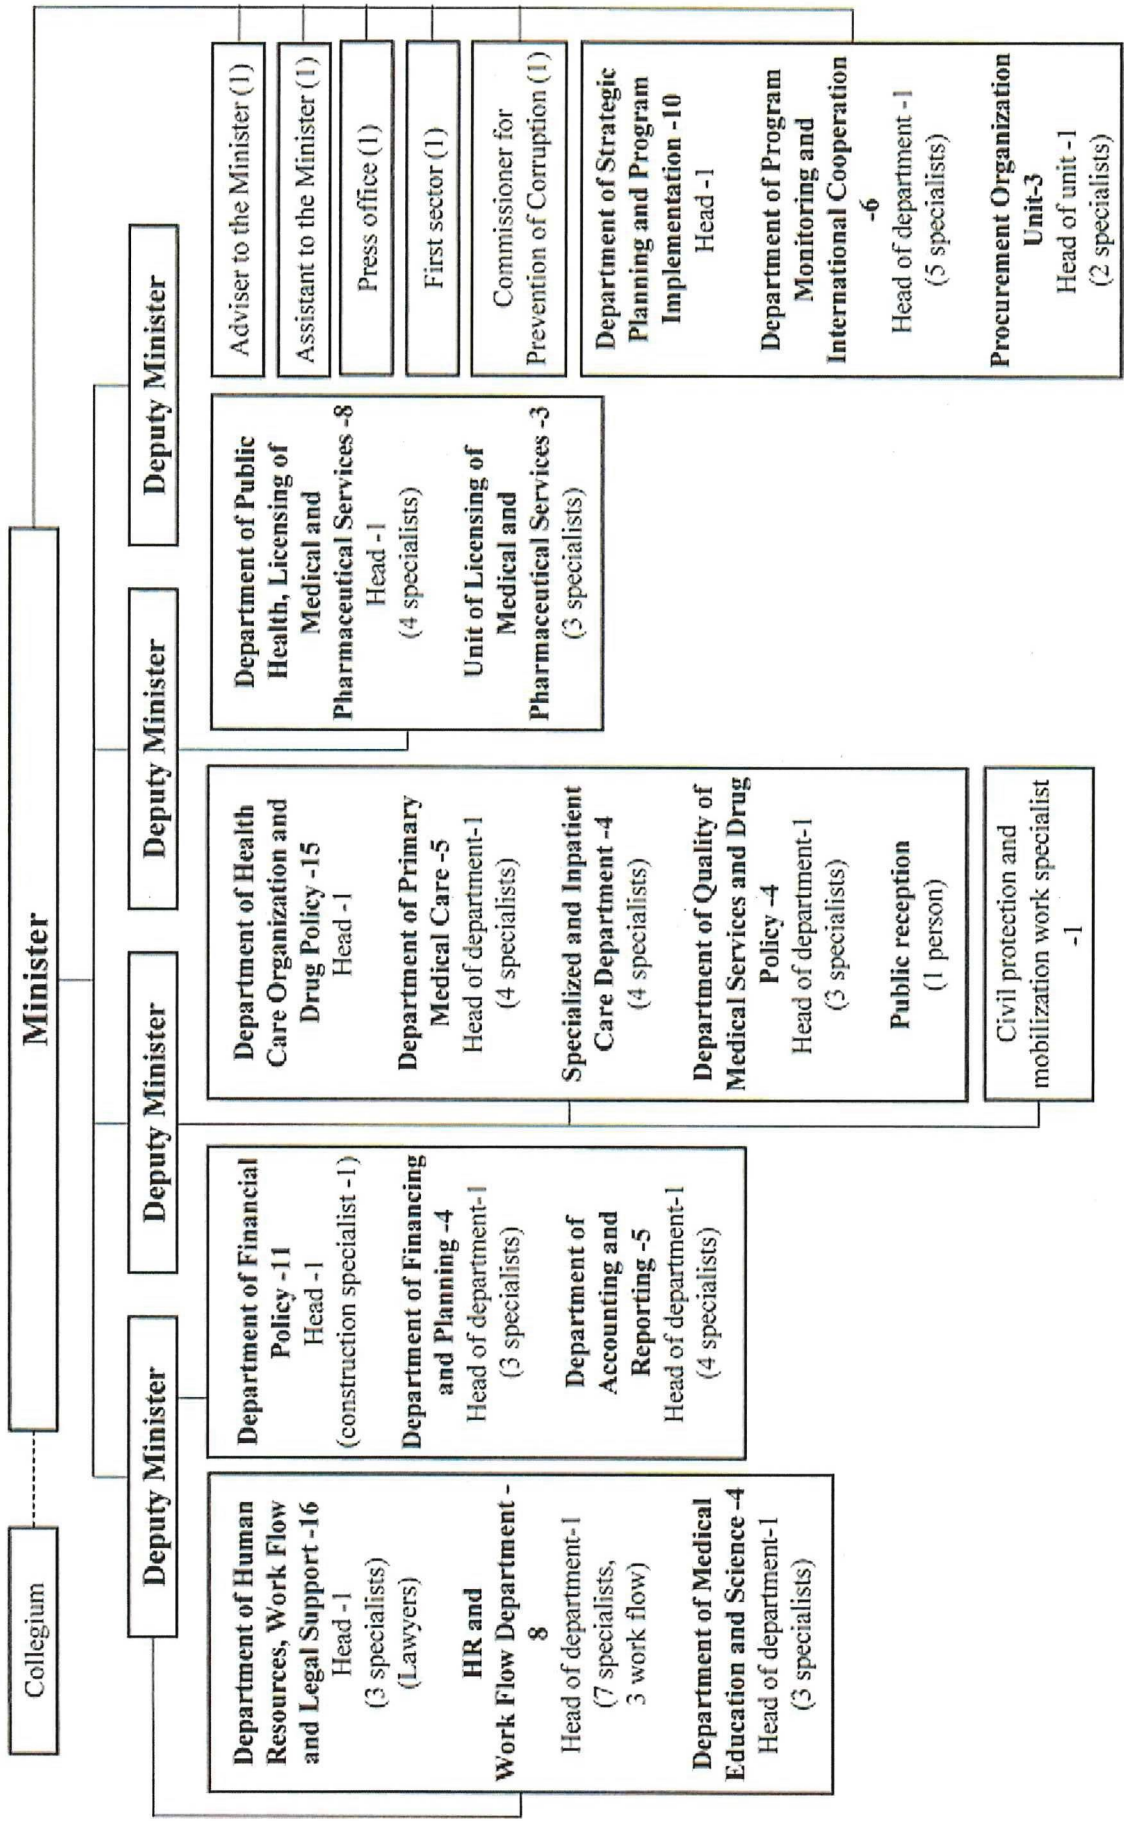 Collegium
Minister
Deputy Minister
Deputy Minister
Deputy Minister
Deputy Minister
Department of Human
Resources, Work Flow
and Legal Support -16
Head -1
(3 specialists)
(Lawyers)
HR and
Work Flow Department -
8
Head of department-1
(7 specialists,
3 work flow)
Department of Medical
Education and Science -4
Head of department-1
(3 specialists)
Department of Financial
Policy -11
Head -1
(construction specialist -1)
Department of Financing
and Planning -4
Head of department-1
(3 specialists)
Department of
Accounting and
Reporting -5
Head of department-1
(4 specialists)
Department of Health
Care Organization and
Drug Policy -15
Head -1
Department of Primary
Medical Care -5
Head of department-1
(4 specialists)
Specialized and Inpatient
Care Department -4
(4 specialists)
Department of Quality of
Medical Services and Drug
Policy -4
Head of department-1
(3 specialists)
Public reception
(1 person)
Civil protection and
mobilization work specialist
-1
Department of Public
Health, Licensing of
Medical and
Pharmaceutical Services -8
Head -1
(4 specialists)
Unit of Licensing of
Medical and
Pharmaceutical Services -3
(3 specialists)
Adviser to the Minister (1)
Assistant to the Minister (1)
Press office (1)
First sector (1)
Commissioner for
Prevention of Corruption (1)
Department of Strategic
Planning and Program
Implementation -10
Head -1
Department of Program
Monitoring and
International Cooperation
-6
Head of department -1
(5 specialists)
Procurement Organization
Unit-3
Head of unit -1
(2 specialists)